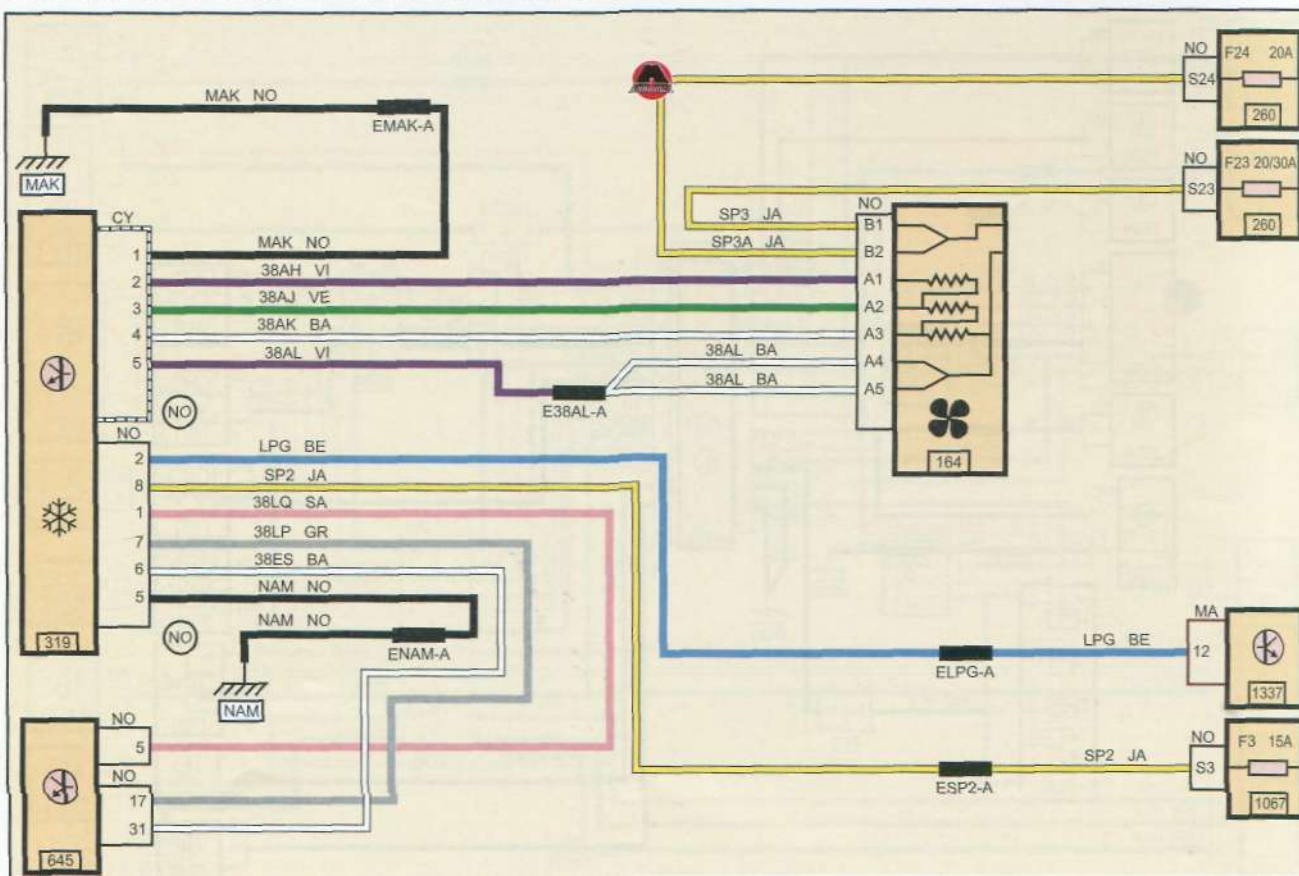 NO
F24 20A
S24
260
MAK NO
EMAK-A
MAK
NO
F23 20/30A
S23
260
CY
NO
SP3 JA
B1
SP3A JA
B2
1
MAK NO
2
38AH VI
A1
3
38AJ VE
A2
4
38AK BA
A3
5
38AL VI
38AL BA
A4
38AL BA
A5
E38AL-A
NO
164
NO
2
LPG BE
8
SP2 JA
1
38LQ SA
7
38LP GR
6
38ES BA
5
NAM NO
NAM NO
ENAM-A
NO
319
NAM
MA
LPG BE
12
ELPG-A
1337
NO
5
NO
17
31
645
NO
F3 15A
SP2 JA
S3
ESP2-A
1067